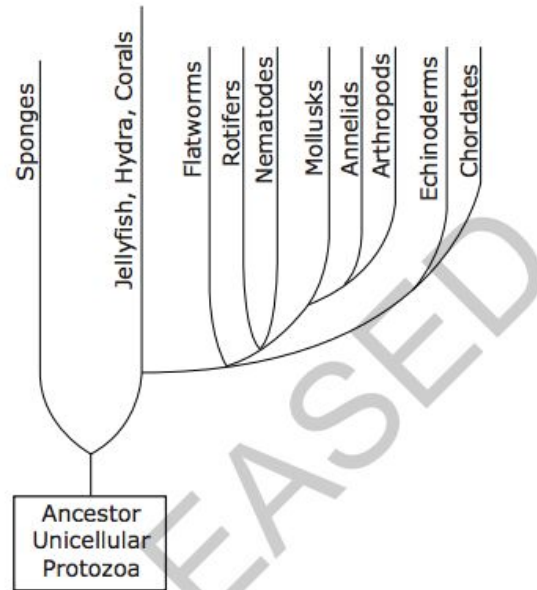 Sponges
Jellyfish, Hydra, Corals
Flatworms
Rotifers
Nematodes
Mollusks
Annelids
Arthropods
Echinoderms
Chordates
Ancestor
Unicellular
Protozoa
EASED